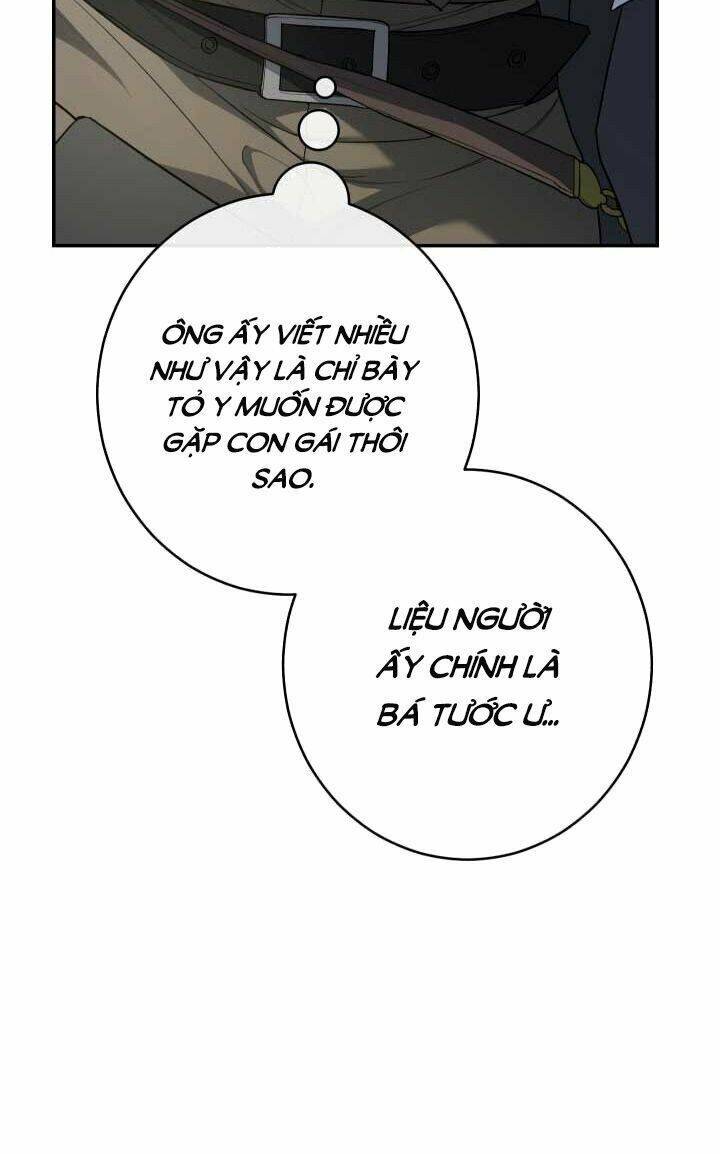 ÔNG ẤY VIẾT NHIỀU
NHƯ VẬY LÀ CHỈ BÀY
TỎ Ý MUỐN ĐƯỢC
GẶP CON GÁI THÔI
SAO.
LIỆU NGƯỜI
ẤY CHÍNH LÀ
BÁ TƯỚC Ư...